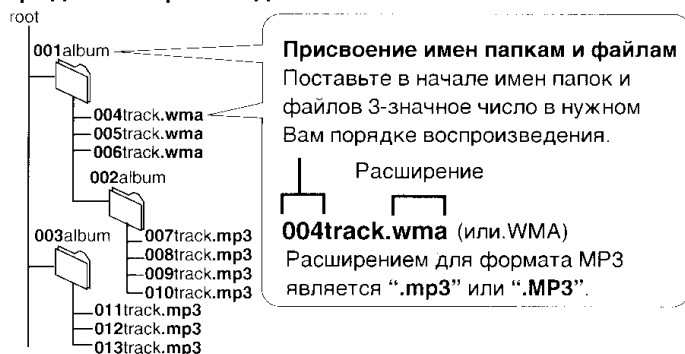 root
001album
004track.wma
005track.wma
006track.wma
002album
007track.mp3
008track.mp3
009track.mp3
010track.mp3
003album
011track.mp3
012track.mp3
013track.mp3
Присвоение имен папкам и файлам
Поставьте в начале имен папок и
файлов 3-значное число в нужном
Вам порядке воспроизведения.
Расширение
004track.wma (или.WMA)
Расширением для формата MP3
является “.mp3” или “.MP3”.